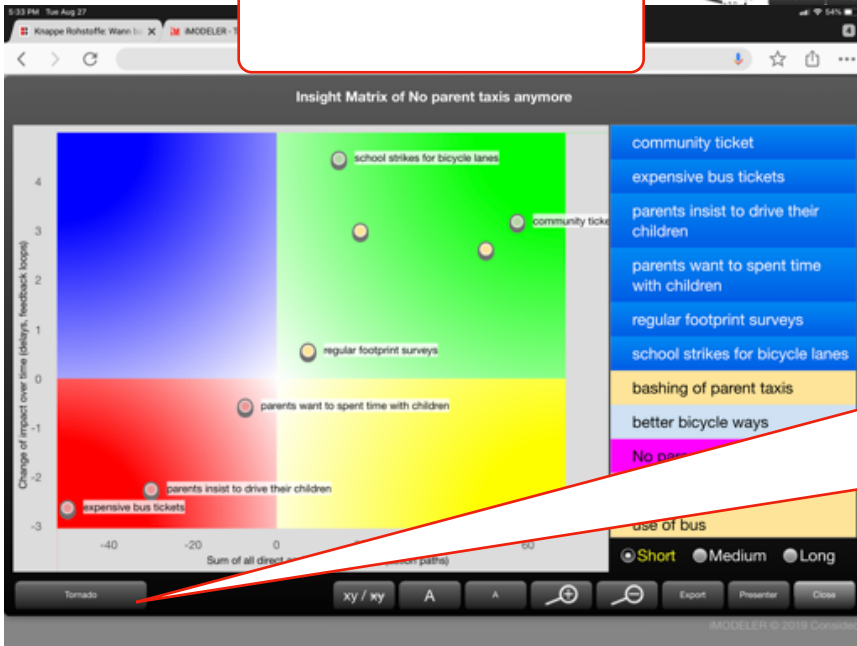 5:33 PM Tue Aug 27
54%
Knappe Rohstoffe: Wann b
iMODELER - T
4
Insight Matrix of No parent taxis anymore
Change of impact over time (delays, feedback loops)
4
3
2
1
0
-1
-2
-3
school strikes for bicycle lanes
community ticke
regular footprint surveys
parents want to spent time with children
parents insist to drive their children
expensive bus tickets
-40
-20
0
60
Sum of all direct
paths)
community ticket
expensive bus tickets
parents insist to drive their
children
parents want to spent time
with children
regular footprint surveys
school strikes for bicycle lanes
bashing of parent taxis
better bicycle ways
No
use of bus
Short Medium Long
Tornado
xy / xy
A
A
Export
Presenter
Close
iMODELER © 2019 Consideo